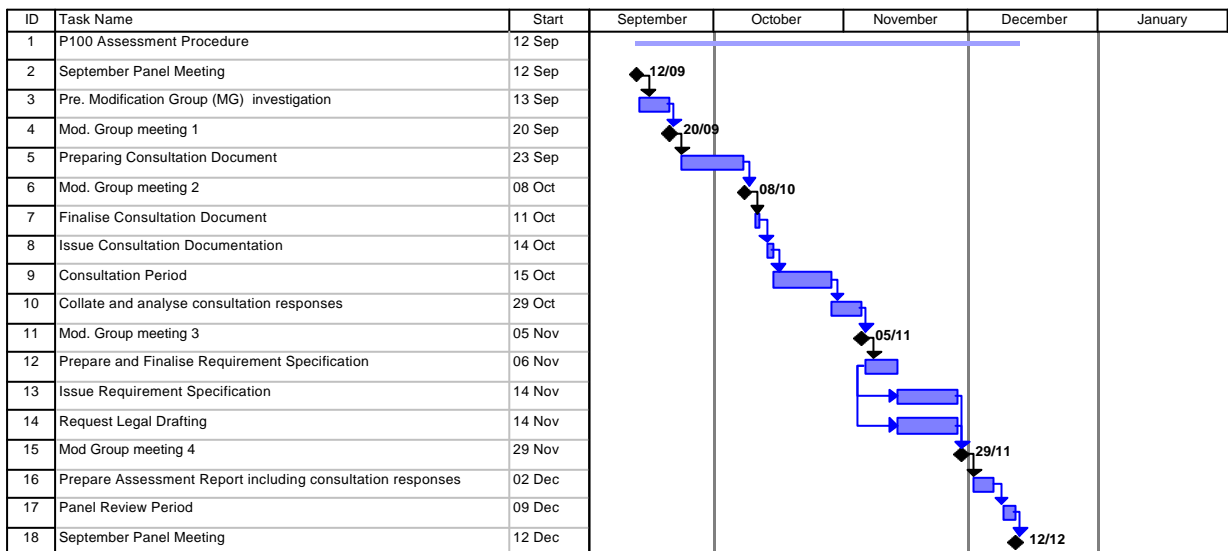 ID Task Name Start September October November December January
1 P100 Assessment Procedure 12 Sep
2 September Panel Meeting 12 Sep 12/09
3 Pre. Modification Group (MG) investigation 13 Sep
4 Mod. Group meeting 1 20 Sep 20/09
5 Preparing Consultation Document 23 Sep
6 Mod. Group meeting 2 08 Oct 08/10
7 Finalise Consultation Document 11 Oct
8 Issue Consultation Documentation 14 Oct
9 Consultation Period 15 Oct
10 Collate and analyse consultation responses 29 Oct
11 Mod. Group meeting 3 05 Nov 05/11
12 Prepare and Finalise Requirement Specification 06 Nov
13 Issue Requirement Specification 14 Nov
14 Request Legal Drafting 14 Nov
15 Mod Group meeting 4 29 Nov 29/11
16 Prepare Assessment Report including consultation responses 02 Dec
17 Panel Review Period 09 Dec
18 September Panel Meeting 12 Dec 12/12